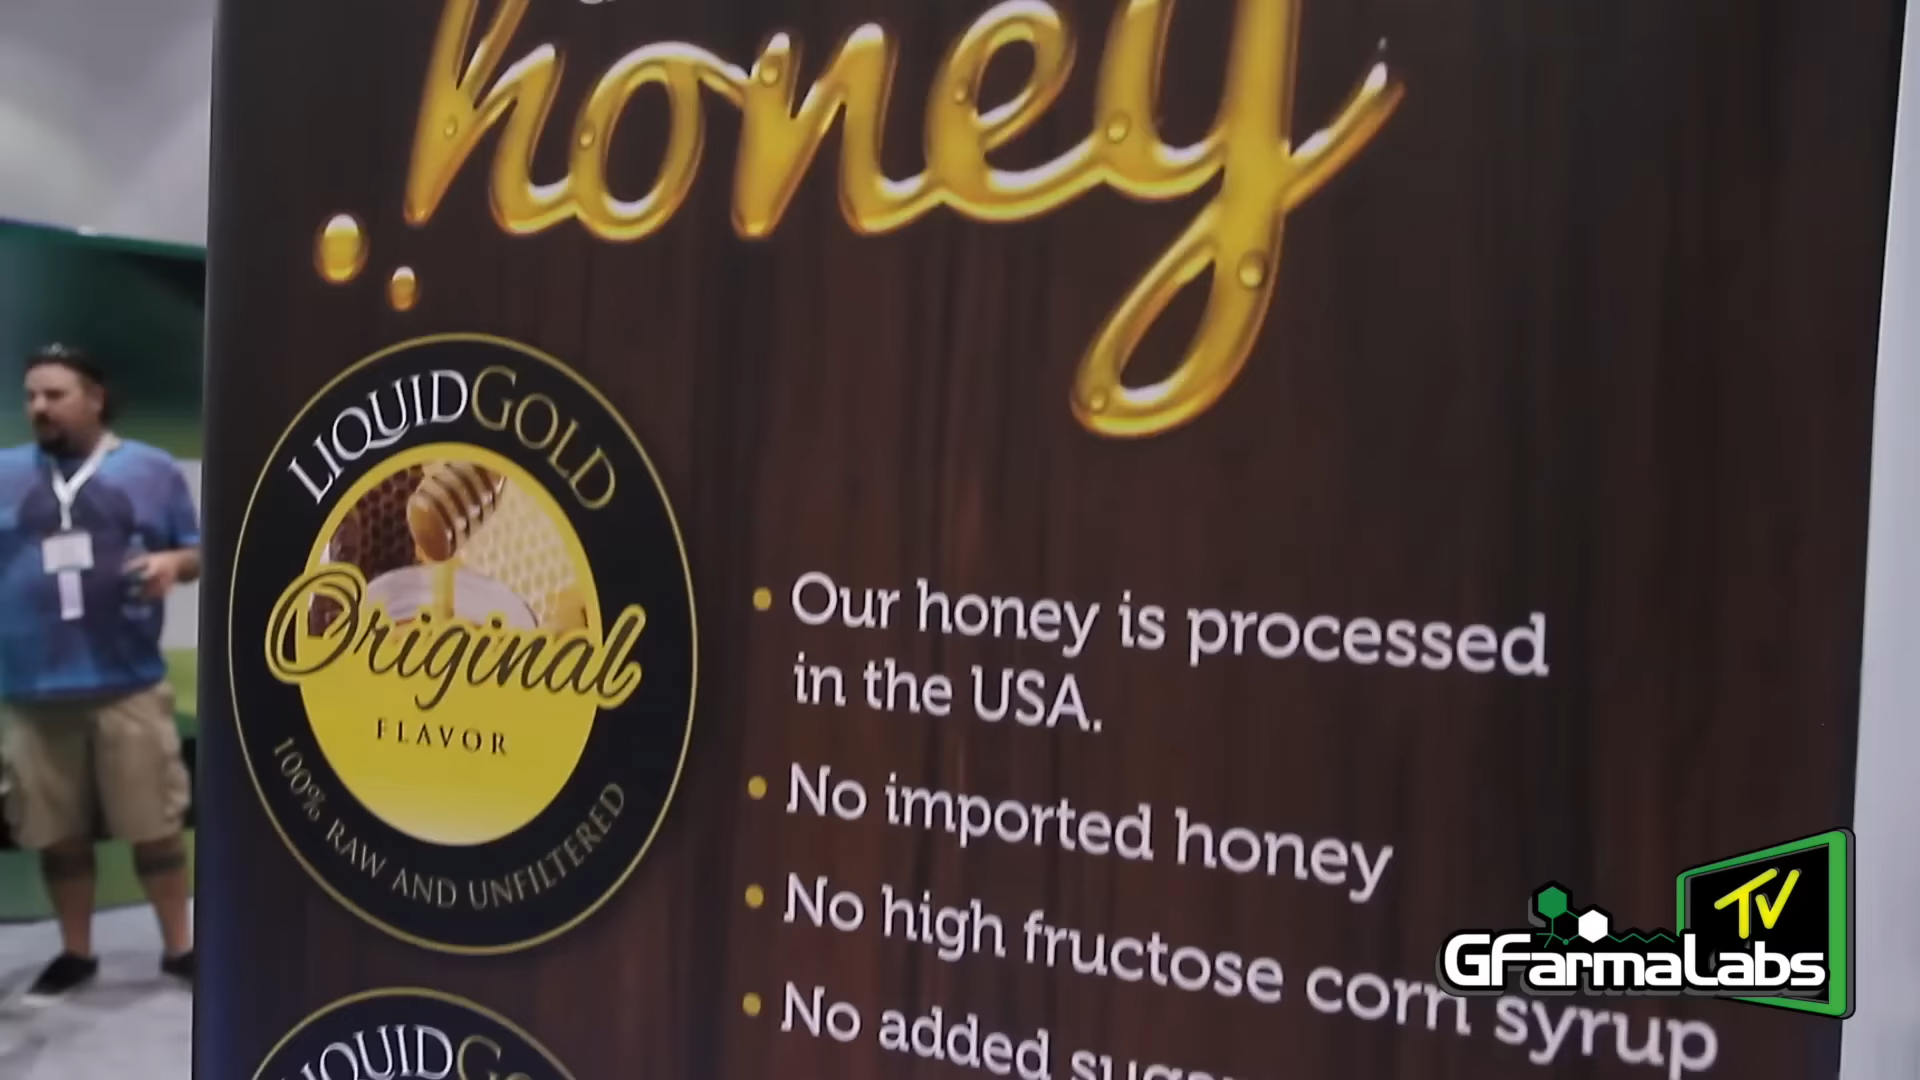 honey
LIQUIDGOLD
Original
FLAVOR
100% RAW AND UNFILTERED
• Our honey is processed
in the USA.
• No imported honey
• No high fructose corn syrup
• No added
LIQUID
TV
GFarmaLabs